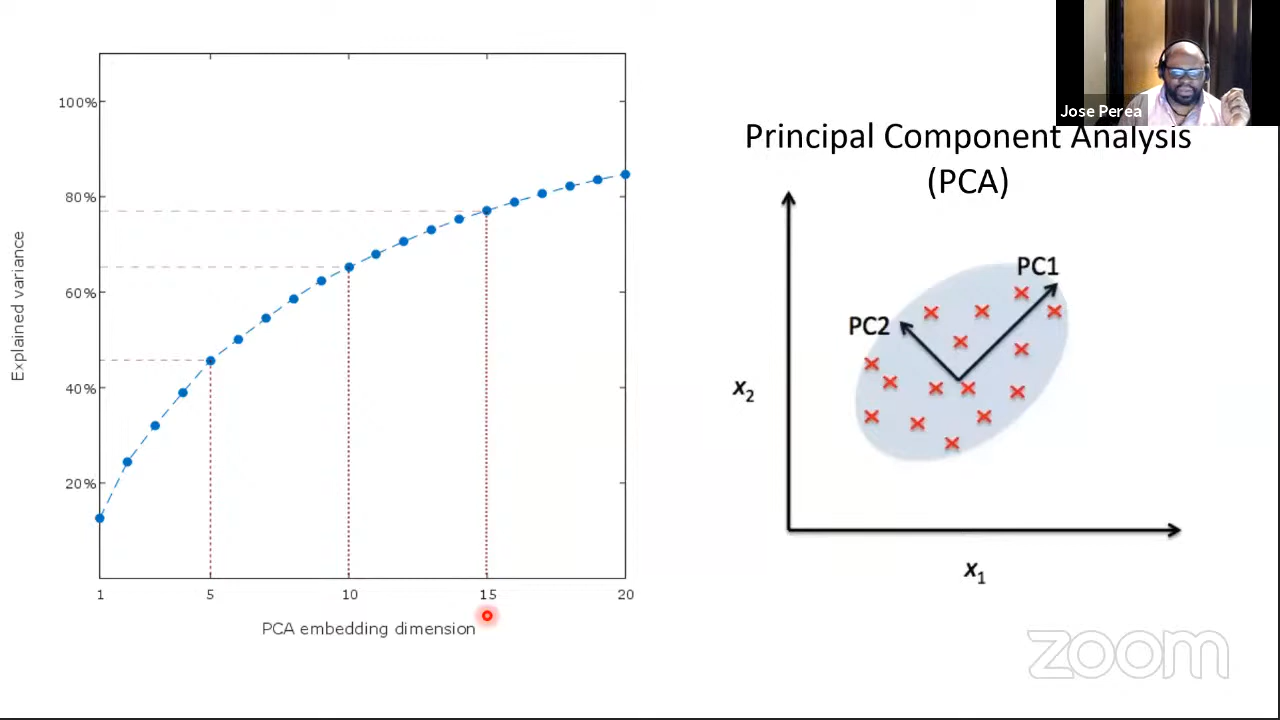 Jose Perea
Principal Component Analysis
(PCA)
100%
80%
60%
40%
20%
Explained variance
1
5
10
15
20
PCA embedding dimension
PC1
PC2
x2
x1
zoom